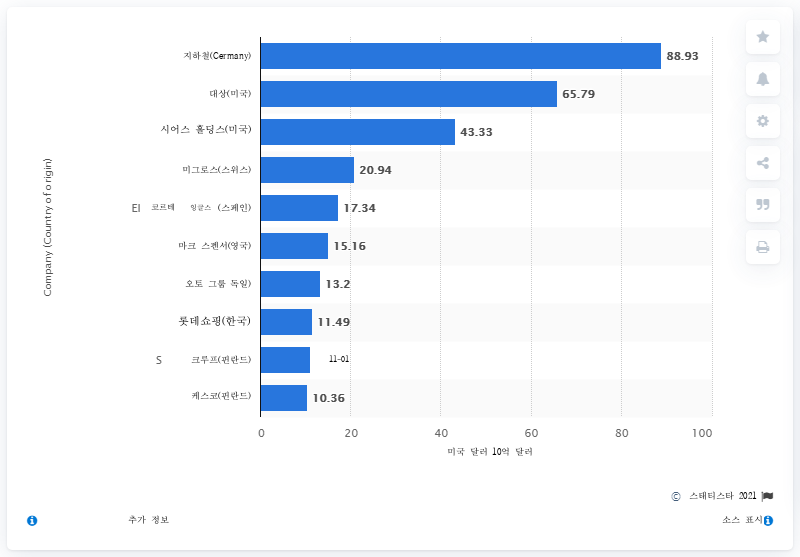 지하철(Cermany)
88.93
대상(미국)
65.79
시어스 홀딩스(미국)
43.33
미그로스(스위스)
20.94
EI 코르테 잉글스 (스페인)
17.34
마크 스펜서(영국)
15.16
오토 그룹 독일)
13.2
롯데쇼핑(한국)
11.49
S 크루프(핀란드)
11-01
케스코(핀란드)
10.36
0 20 40 60 80 100
미국 달러 10억 달러
Company (Country of o rigin)
© 스태티스타 2021
추가 정보
소스 표시